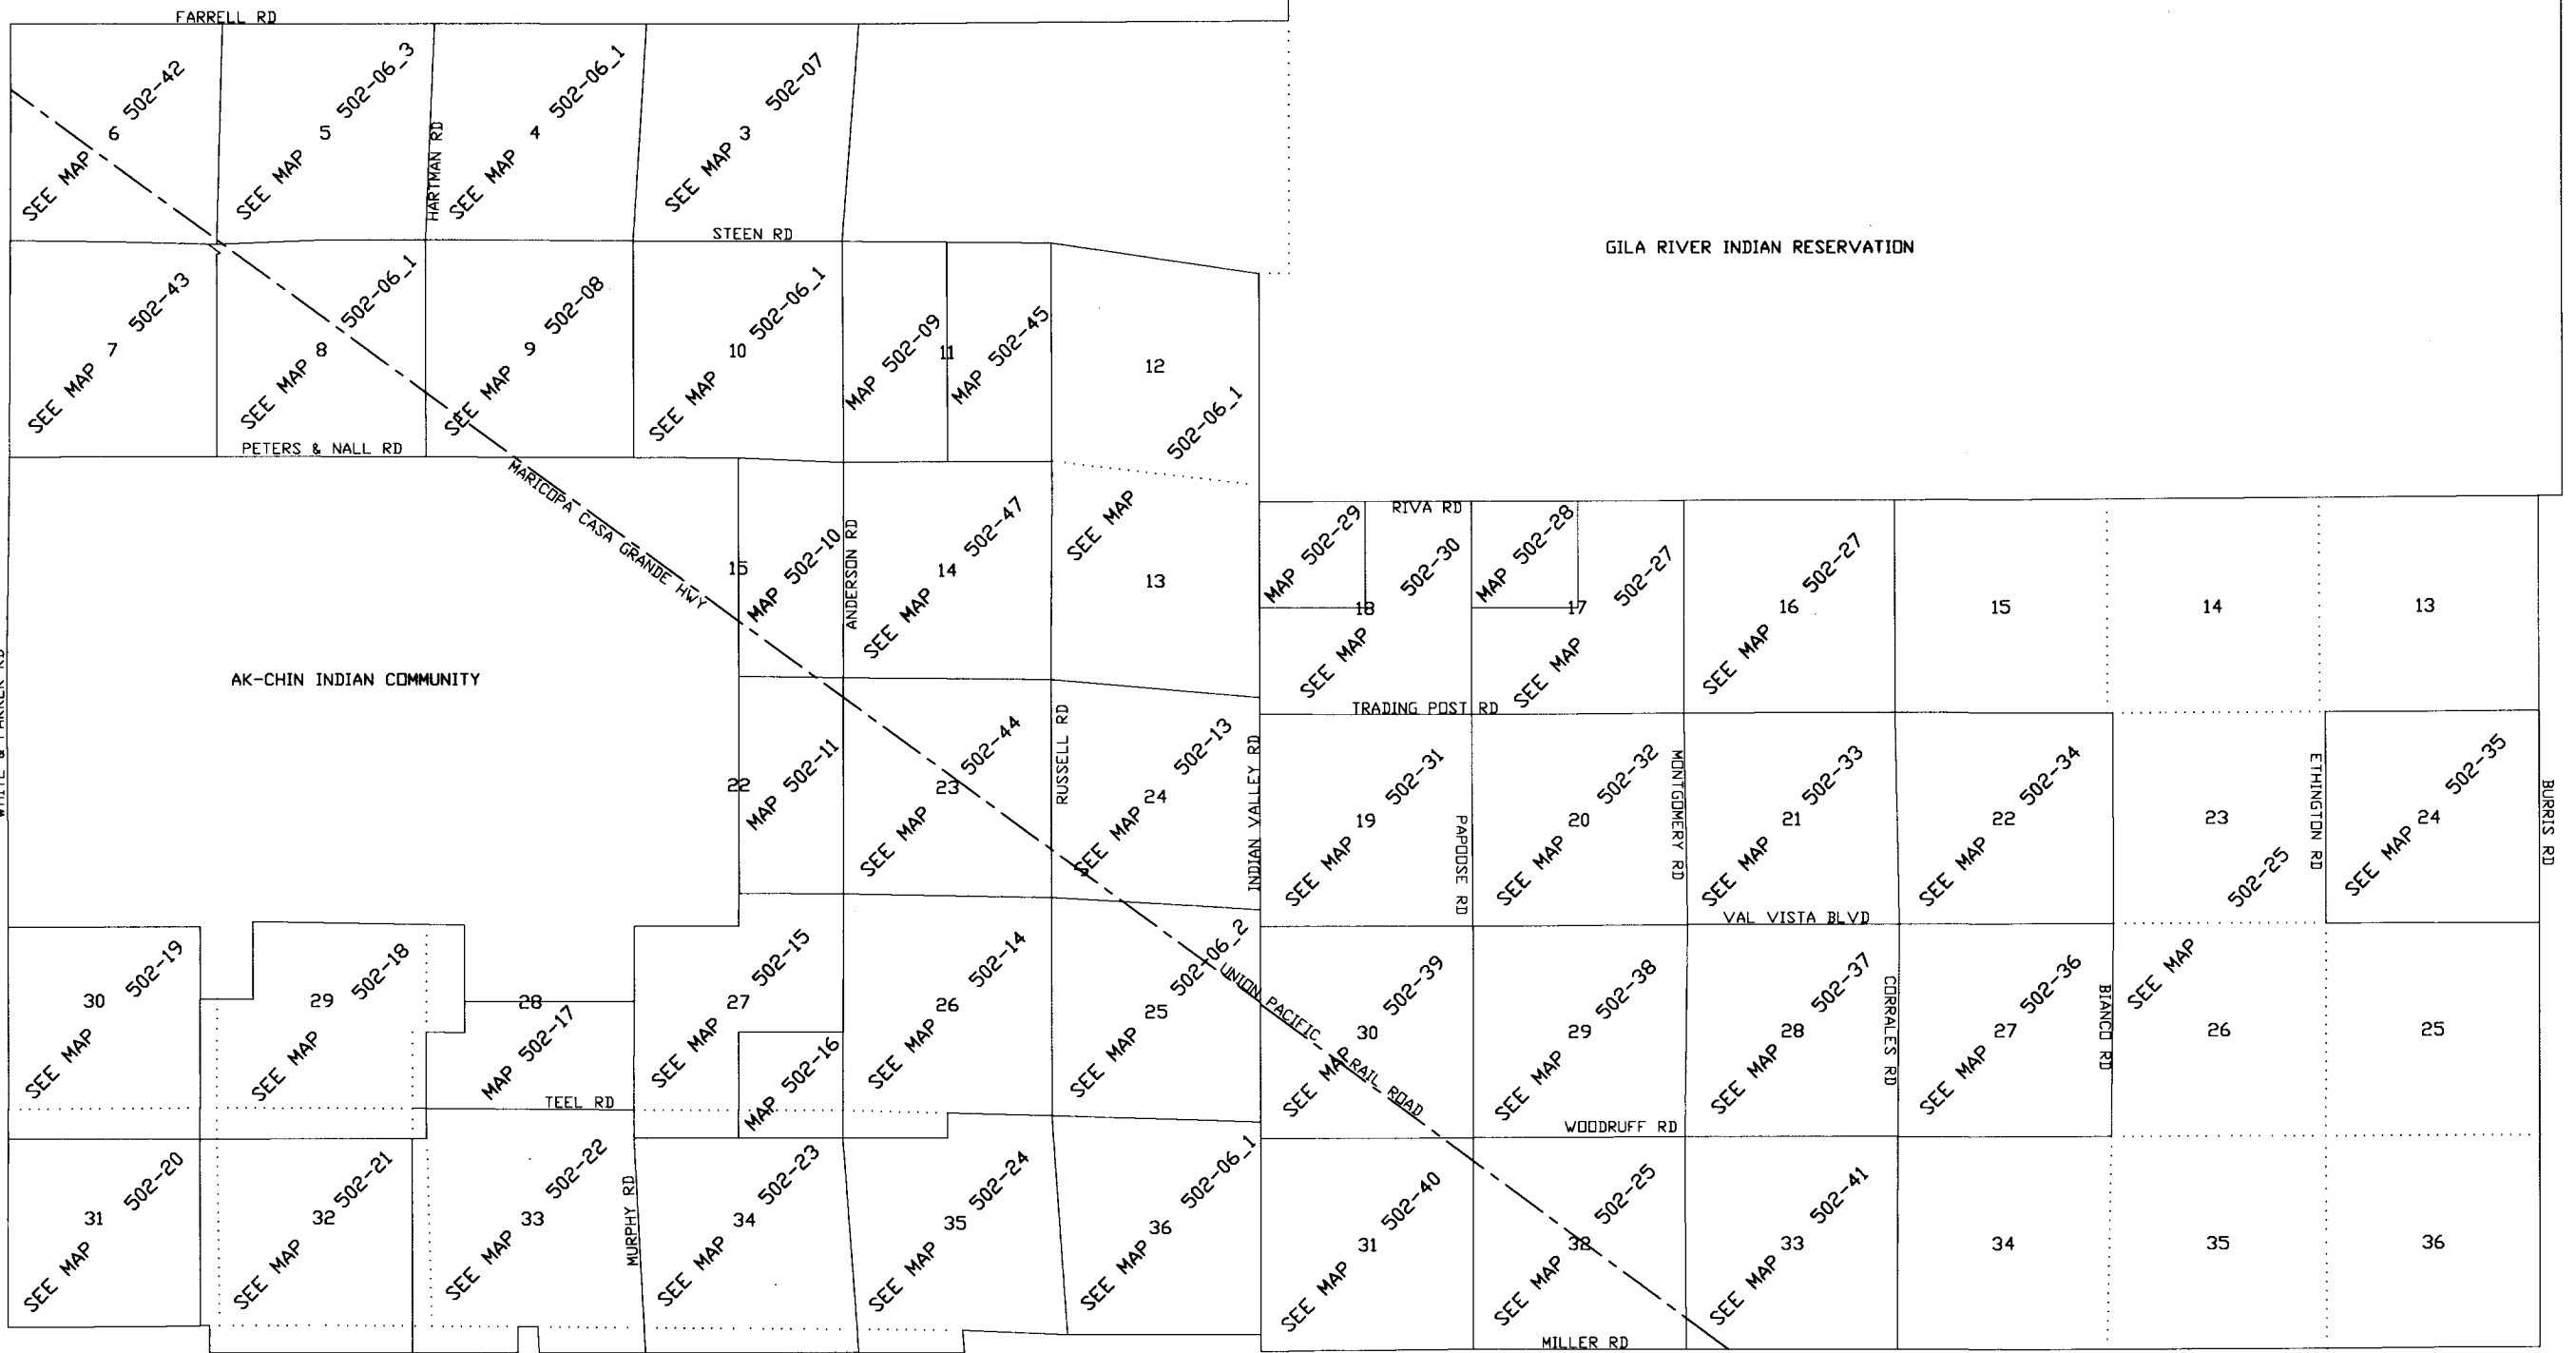 FARRELL RD
6
SEE MAP 502-42
5
SEE MAP 502-06_3
HARTMAN RD
4
SEE MAP 502-06_1
3
SEE MAP 502-07
STEEN RD
GILA RIVER INDIAN RESERVATION
7
SEE MAP 502-43
8
SEE MAP 502-06_1
9
SEE MAP 502-08
10
SEE MAP 502-06_1
MAP 502-09
11
MAP 502-45
12
SEE MAP 502-06_1
13
PETERS & NALL RD
MARICOPA CASA GRANDE HWY
15
MAP 502-10
ANDERSON RD
14
SEE MAP 502-47
RIVA RD
MAP 502-29
18
SEE MAP 502-30
MAP 502-28
17
SEE MAP 502-27
16
SEE MAP 502-27
15
14
13
WHITE & PARKER RD
AK-CHIN INDIAN COMMUNITY
TRADING POST RD
22
MAP 502-11
23
SEE MAP 502-44
RUSSELL RD
24
SEE MAP 502-13
INDIAN VALLEY RD
19
SEE MAP 502-31
PAPOOSE RD
20
SEE MAP 502-32
MONTGOMERY RD
21
SEE MAP 502-33
22
SEE MAP 502-34
23
SEE MAP 502-25
ETHINGTON RD
24
SEE MAP 502-35
BURRIS RD
VAL VISTA BLVD
30
SEE MAP 502-19
29
SEE MAP 502-18
28
MAP 502-17
27
SEE MAP 502-15
MAP 502-16
26
SEE MAP 502-14
25
SEE MAP 502-06_2
UNION PACIFIC RAIL ROAD
30
SEE MAP 502-39
29
SEE MAP 502-38
28
SEE MAP 502-37
CORRALES RD
27
SEE MAP 502-36
BIANCO RD
26
25
TEEL RD
WOODRUFF RD
31
SEE MAP 502-20
32
SEE MAP 502-21
33
SEE MAP 502-22
MURPHY RD
34
SEE MAP 502-23
35
SEE MAP 502-24
36
SEE MAP 502-06_1
31
SEE MAP 502-40
32
SEE MAP 502-25
33
SEE MAP 502-41
34
35
36
MILLER RD